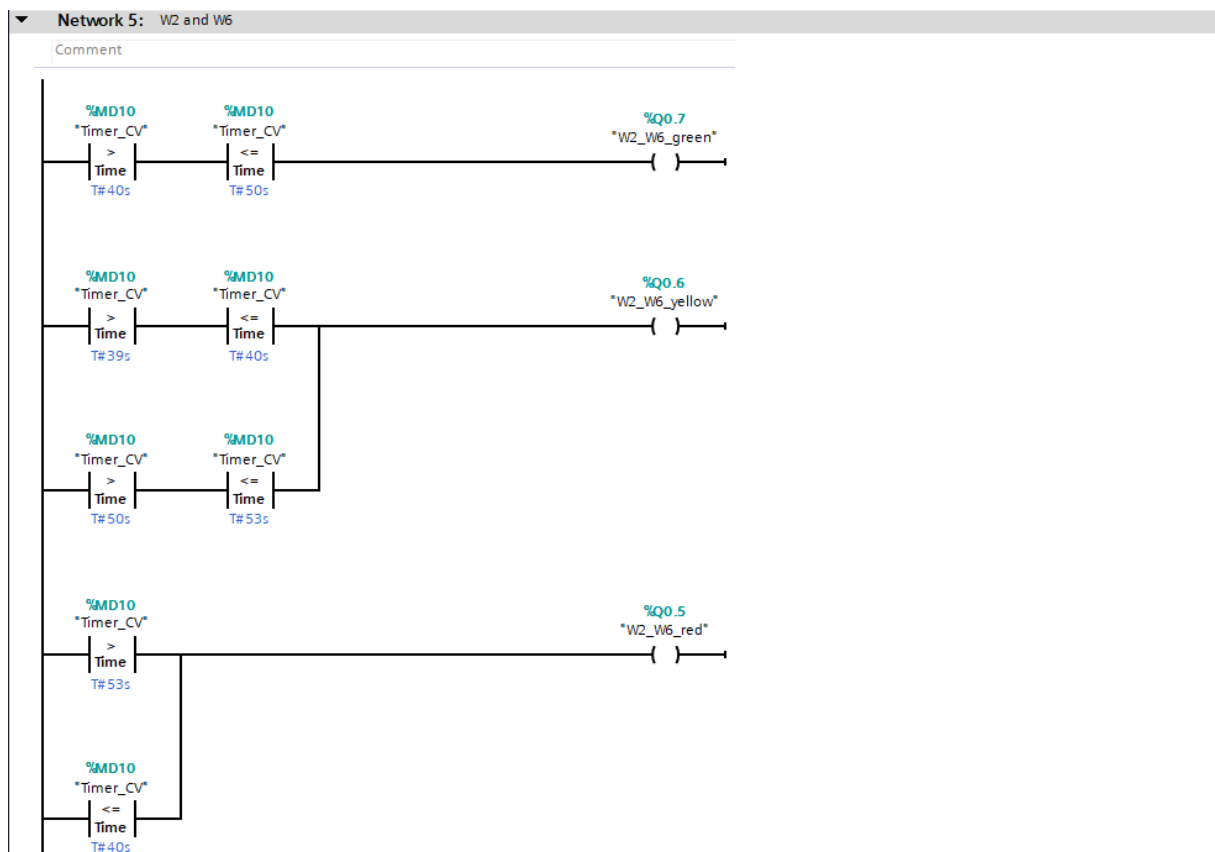 Network 5: W2 and W6
Comment
%MD10 %MD10 %Q0.7
"Timer_CV" "Timer_CV" "W2_W6_green"
> <= ( )
Time Time
T#40s T#50s
%MD10 %MD10 %Q0.6
"Timer_CV" "Timer_CV" "W2_W6_yellow"
> <= ( )
Time Time
T#39s T#40s
%MD10 %MD10
"Timer_CV" "Timer_CV"
> <=
Time Time
T#50s T#53s
%MD10 %Q0.5
"Timer_CV" "W2_W6_red"
> ( )
Time
T#53s
%MD10
"Timer_CV"
<=
Time
T#40s